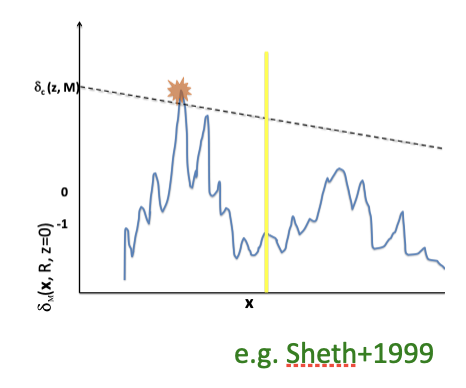 δc (z, M)
0
-1
δM(x, R, z=0)
x
e.g. Sheth+1999